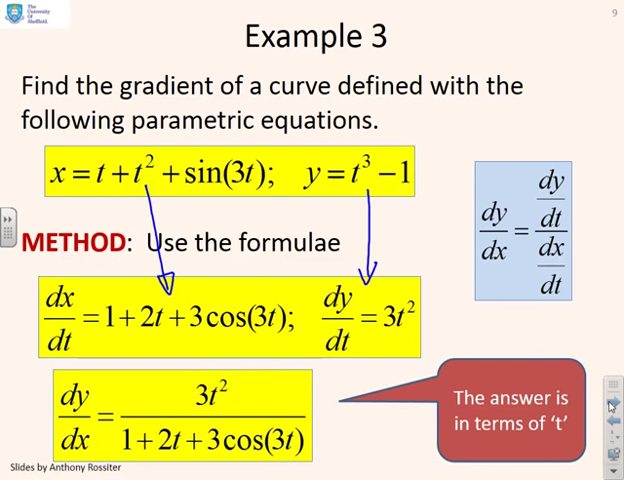 The
University
Of
Sheffield.
9
Example 3
Find the gradient of a curve defined with the
following parametric equations.
x = t + t² + sin(3t);   y = t³ − 1
dy/dx = (dy/dt)/(dx/dt)
METHOD:  Use the formulae
dx/dt = 1 + 2t + 3cos(3t);   dy/dt = 3t²
dy/dx = 3t²/(1 + 2t + 3cos(3t))
The answer is
in terms of 't'
Slides by Anthony Rossiter